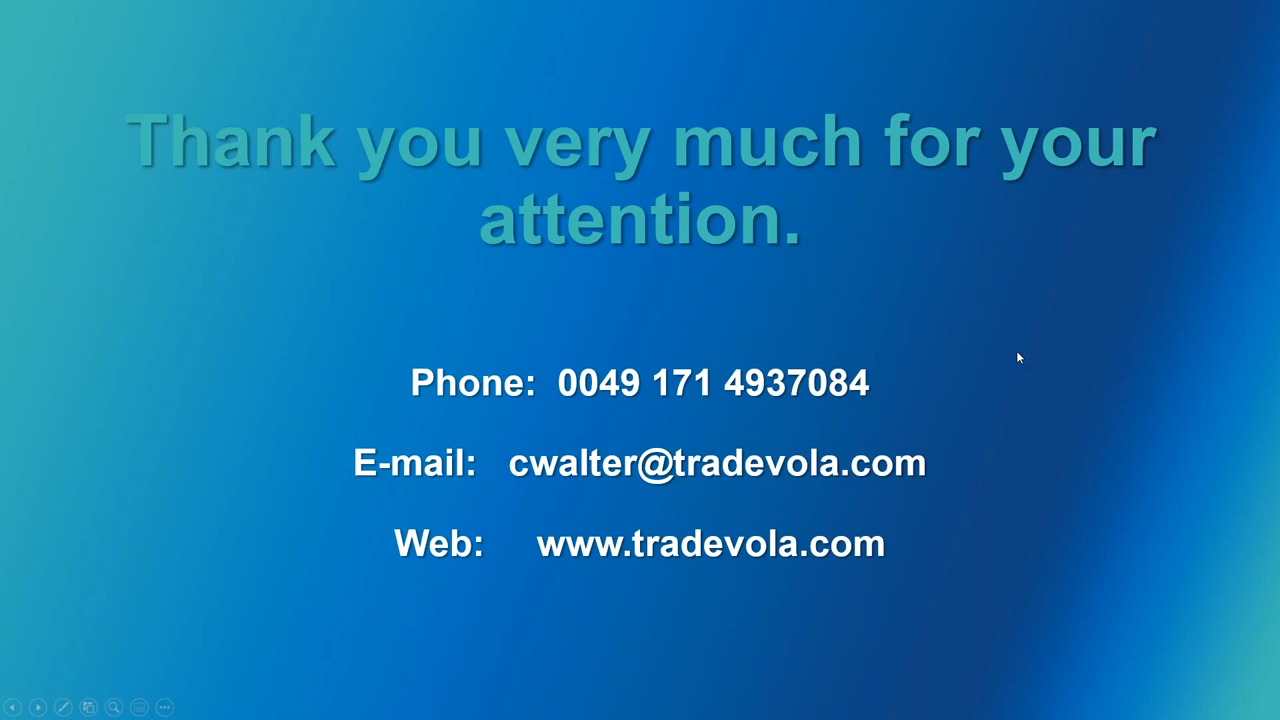 Thank you very much for your
attention.
Phone: 0049 171 4937084
E-mail: cwalter@tradevola.com
Web: www.tradevola.com